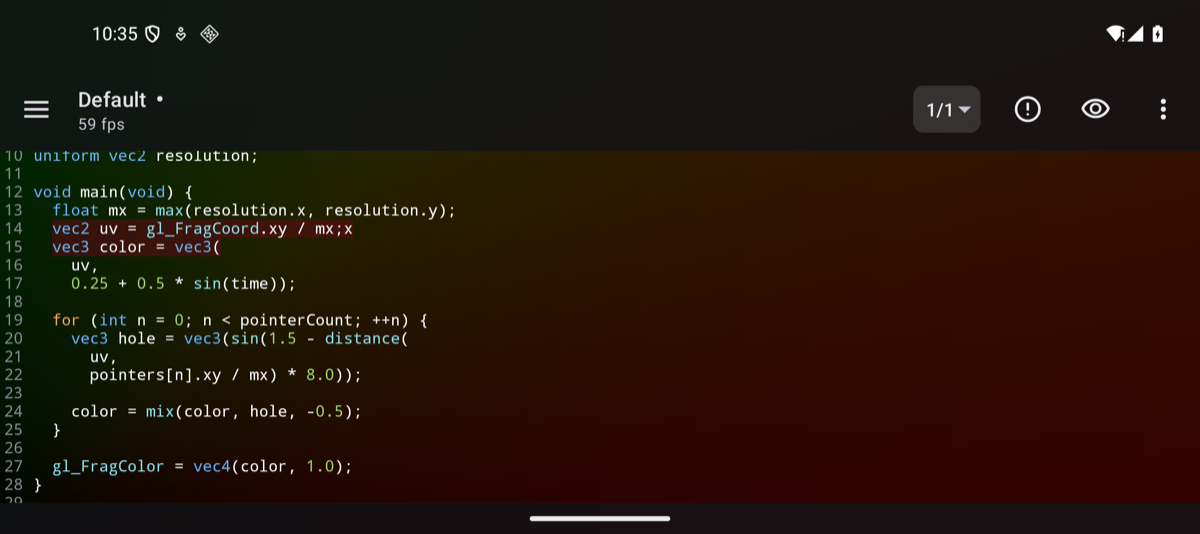 10:35
Default •
59 fps
1/1
10 uniform vec2 resolution;
11
12 void main(void) {
13   float mx = max(resolution.x, resolution.y);
14   vec2 uv = gl_FragCoord.xy / mx;x
15   vec3 color = vec3(
16     uv,
17     0.25 + 0.5 * sin(time));
18
19   for (int n = 0; n < pointerCount; ++n) {
20     vec3 hole = vec3(sin(1.5 - distance(
21       uv,
22       pointers[n].xy / mx) * 8.0));
23
24     color = mix(color, hole, -0.5);
25   }
26
27   gl_FragColor = vec4(color, 1.0);
28 }
29